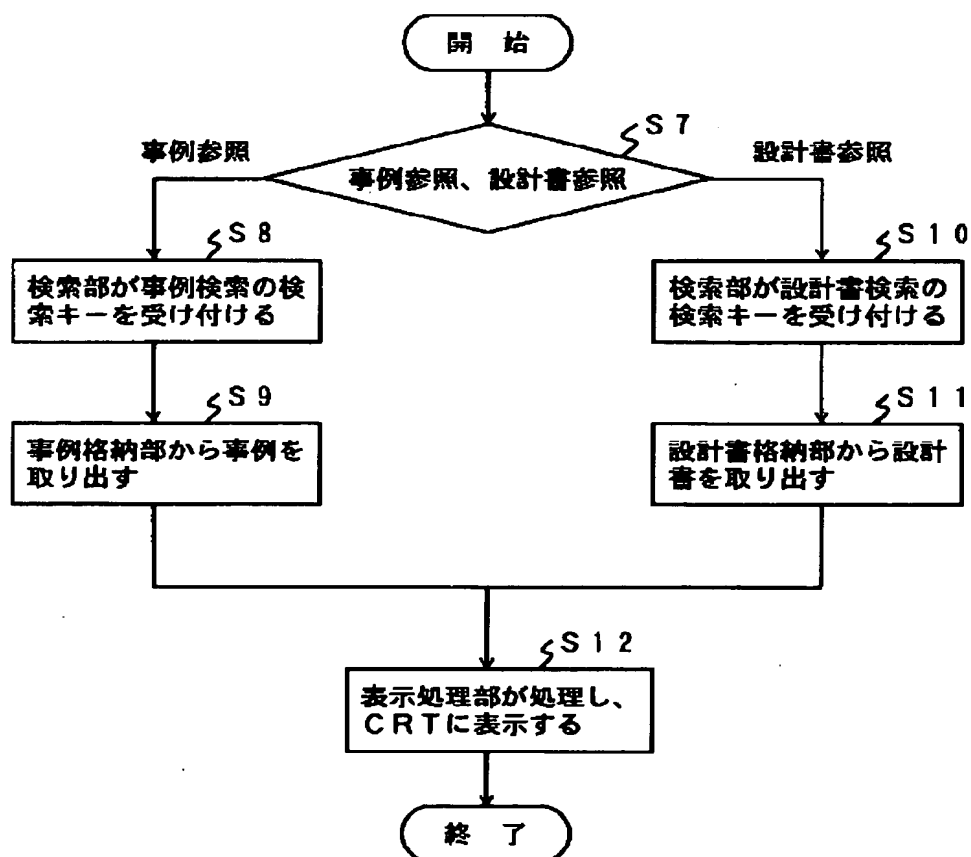 開 始
S7
事例参照
事例参照、設計書参照
設計書参照
S8
検索部が事例検索の検
索キーを受け付ける
S10
検索部が設計書検索の
検索キーを受け付ける
S9
事例格納部から事例を
取り出す
S11
設計書格納部から設計
書を取り出す
S12
表示処理部が処理し、
CRTに表示する
終 了